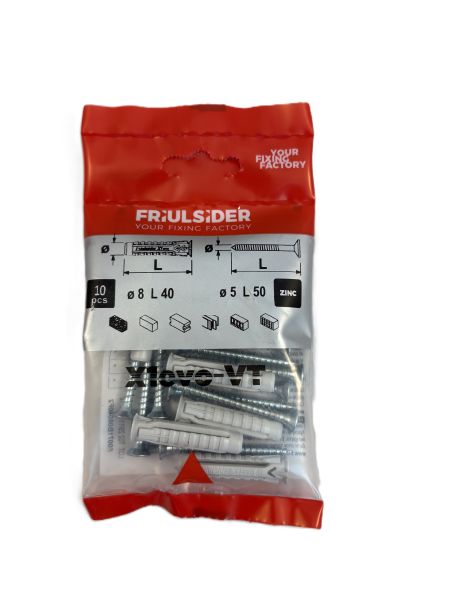 YOUR
FIXING
FACTORY
FRIULSIDER
YOUR FIXING FACTORY
ø
L
ø
L
10
pcs
ø 8 L 40
ø 5 L 50
ZINC
Xlevo-VT